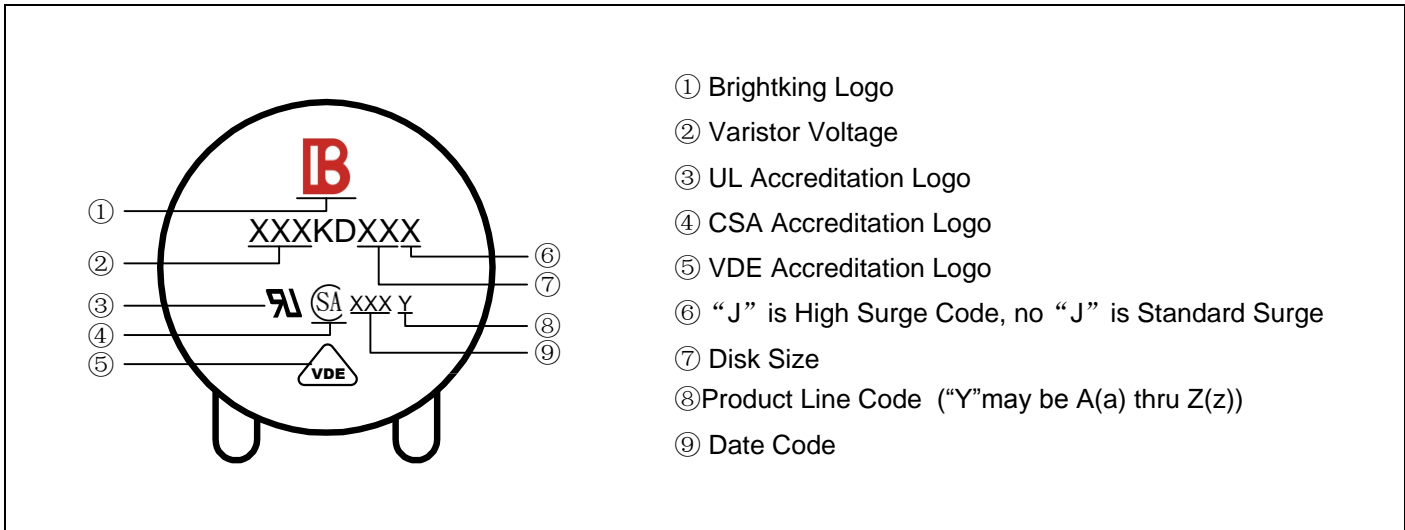 B
①
XXXKDXXX
②
⑥
⑦
③
RU SA XXX Y
④
⑧
⑨
⑤
VDE
① Brightking Logo
② Varistor Voltage
③ UL Accreditation Logo
④ CSA Accreditation Logo
⑤ VDE Accreditation Logo
⑥ “J” is High Surge Code, no “J” is Standard Surge
⑦ Disk Size
⑧Product Line Code (“Y”may be A(a) thru Z(z))
⑨ Date Code